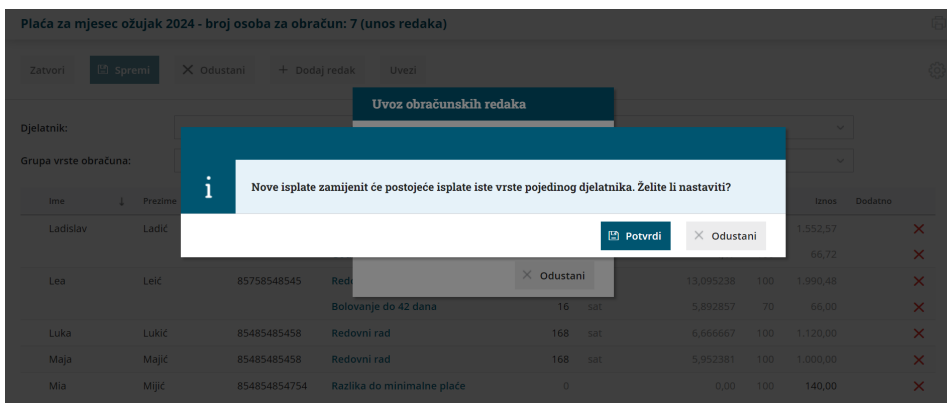 Plaća za mjesec ožujak 2024 - broj osoba za obračun: 7 (unos redaka)
Zatvori Spremi Odustani + Dodaj redak Uvezi
Uvoz obračunskih redaka
Djelatnik:
Grupa vrste obračuna:
Nove isplate zamijenit će postojeće isplate iste vrste pojedinog djelatnika. Želite li nastaviti?
Potvrdi Odustani
Ime ↓ Prezime Iznos Dodatno
Ladislav Ladić 1.552,57
66,72
Odustani
Lea Leić 85758548545 13,095238 100 1.990,48
Bolovanje do 42 dana 16 sat 5,892857 70 66,00
Luka Lukić 85485485458 Redovni rad 168 sat 6,666667 100 1.120,00
Maja Majić 85485485458 Redovni rad 168 sat 5,952381 100 1.000,00
Mia Mijić 854854854754 Razlika do minimalne plaće 0 0,00 100 140,00